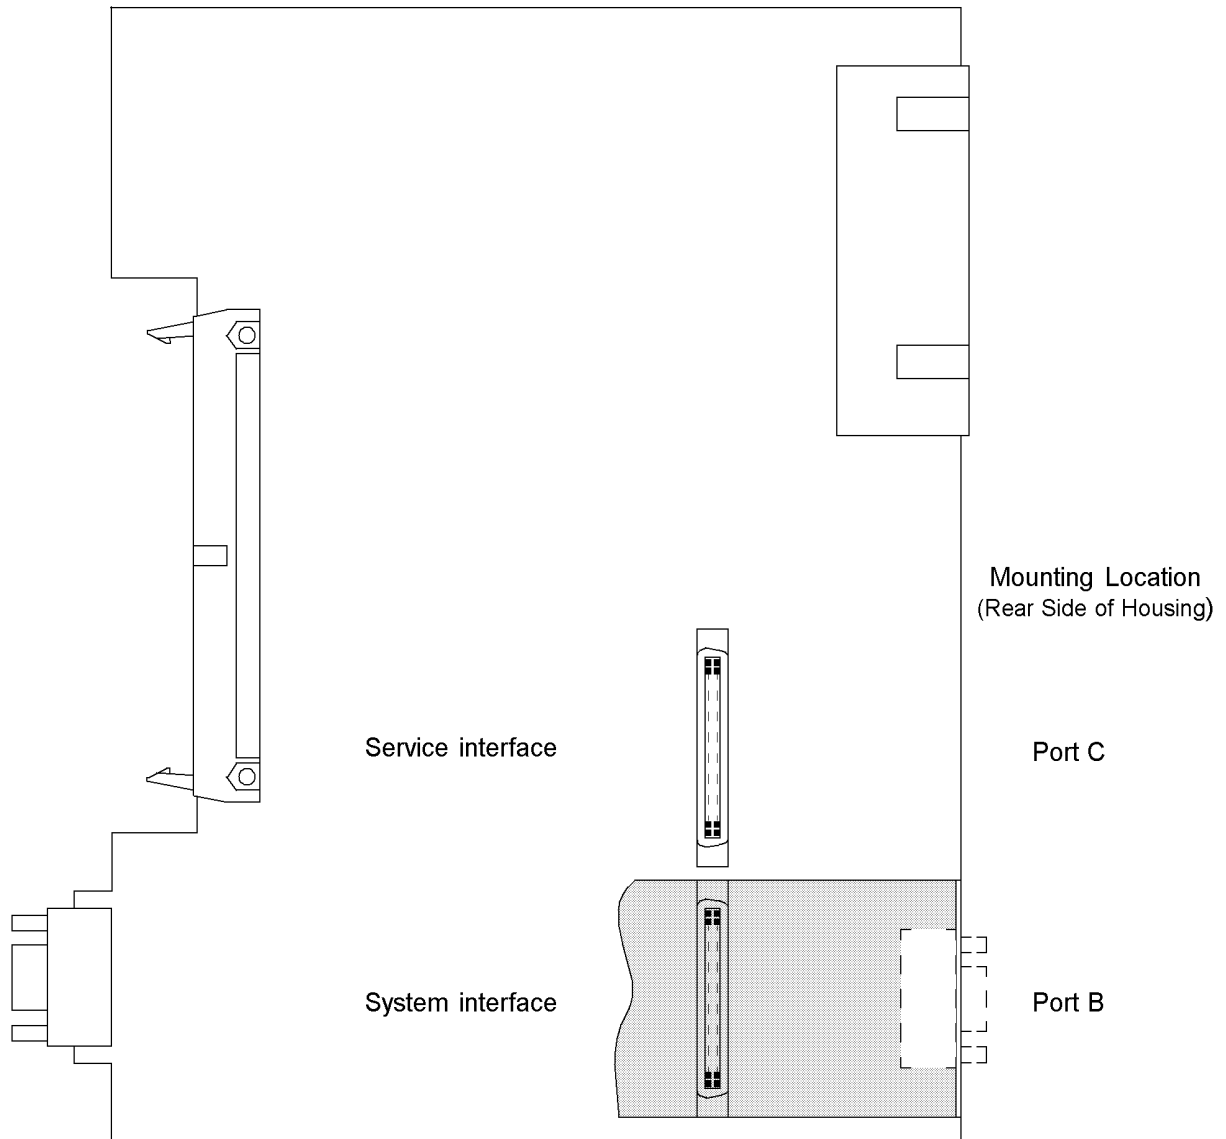 Mounting Location
(Rear Side of Housing)
Service interface
Port C
System interface
Port B